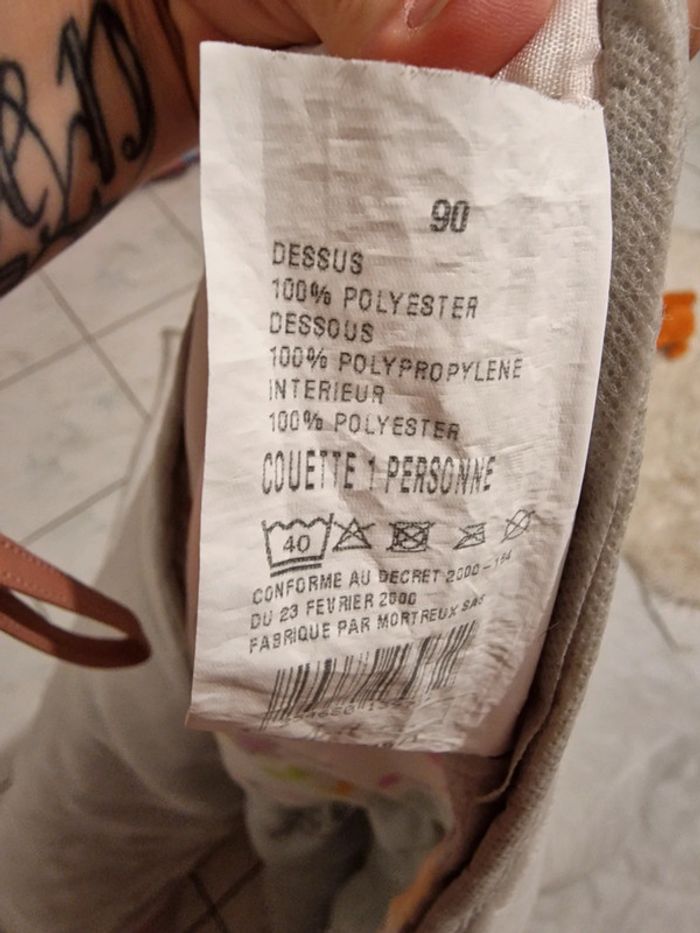 90
DESSUS
100% POLYESTER
DESSOUS
100% POLYPROPYLENE
INTERIEUR
100% POLYESTER
COUETTE 1 PERSONNE
40
CONFORME AU DECRET 2000-164
DU 23 FEVRIER 2000
FABRIQUE PAR MORTREUX SAS